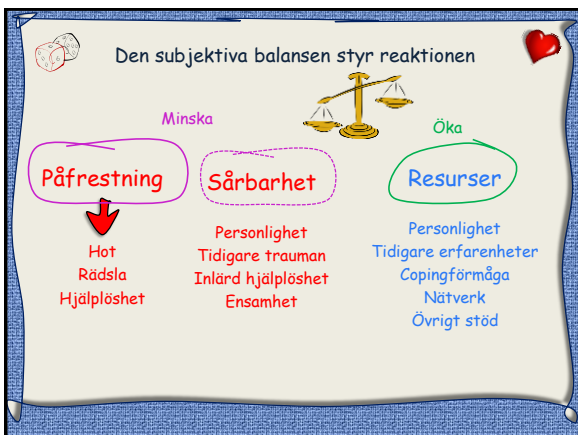 Den subjektiva balansen styr reaktionen
Minska
Öka
Påfrestning
Sårbarhet
Resurser
Hot
Rädsla
Hjälplöshet
Personlighet
Tidigare trauman
Inlärd hjälplöshet
Ensamhet
Personlighet
Tidigare erfarenheter
Copingförmåga
Nätverk
Övrigt stöd